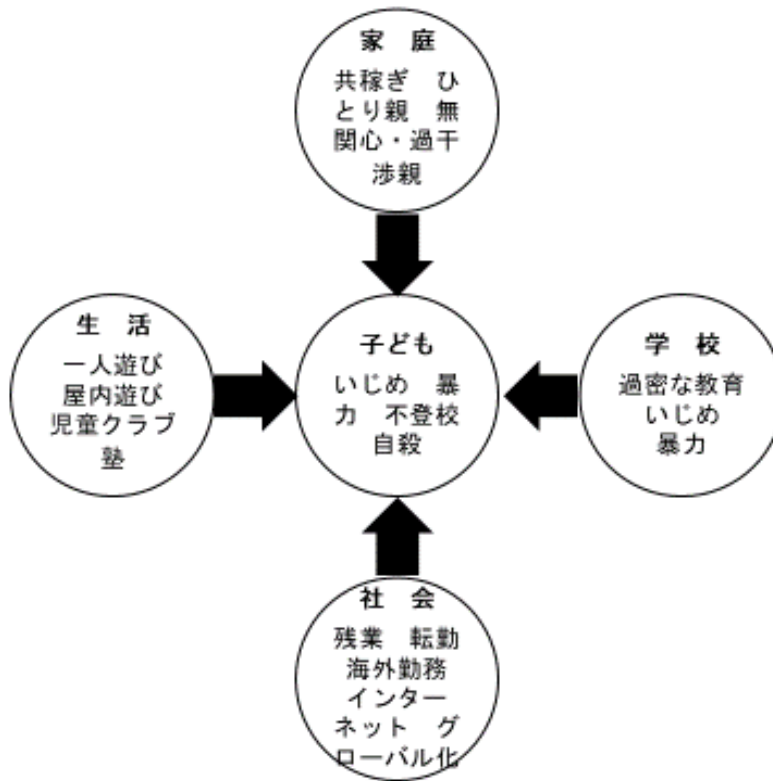 家　庭
共稼ぎ　ひ
とり親　無
関心・過干
渉親
生　活
一人遊び
屋内遊び
児童クラブ
塾
子ども
いじめ　暴
力　不登校
自殺
学　校
過密な教育
いじめ
暴力
社　会
残業　転勤
海外勤務
インター
ネット　グ
ローバル化